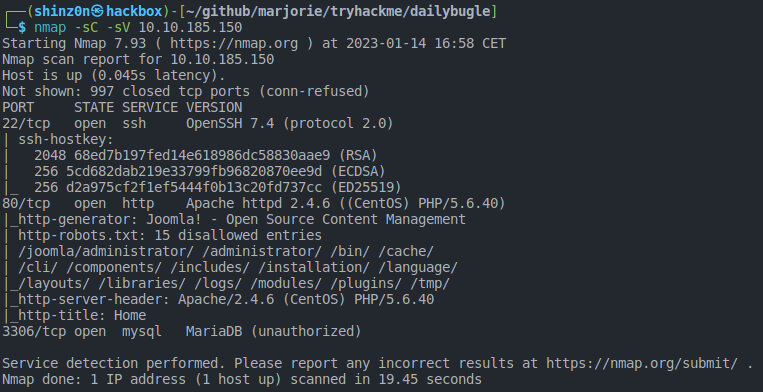 ┌──(shinz0n㉿hackbox)-[~/github/marjorie/tryhackme/dailybugle]
└─$ nmap -sC -sV 10.10.185.150
Starting Nmap 7.93 ( https://nmap.org ) at 2023-01-14 16:58 CET
Nmap scan report for 10.10.185.150
Host is up (0.045s latency).
Not shown: 997 closed tcp ports (conn-refused)
PORT     STATE SERVICE VERSION
22/tcp   open  ssh     OpenSSH 7.4 (protocol 2.0)
| ssh-hostkey:
|   2048 68ed7b197fed14e618986dc58830aae9 (RSA)
|   256 5cd682dab219e33799fb96820870ee9d (ECDSA)
|_  256 d2a975cf2f1ef5444f0b13c20fd737cc (ED25519)
80/tcp   open  http    Apache httpd 2.4.6 ((CentOS) PHP/5.6.40)
|_http-generator: Joomla! - Open Source Content Management
| http-robots.txt: 15 disallowed entries
| /joomla/administrator/ /administrator/ /bin/ /cache/
| /cli/ /components/ /includes/ /installation/ /language/
|_/layouts/ /libraries/ /logs/ /modules/ /plugins/ /tmp/
|_http-server-header: Apache/2.4.6 (CentOS) PHP/5.6.40
|_http-title: Home
3306/tcp open  mysql   MariaDB (unauthorized)

Service detection performed. Please report any incorrect results at https://nmap.org/submit/ .
Nmap done: 1 IP address (1 host up) scanned in 19.45 seconds